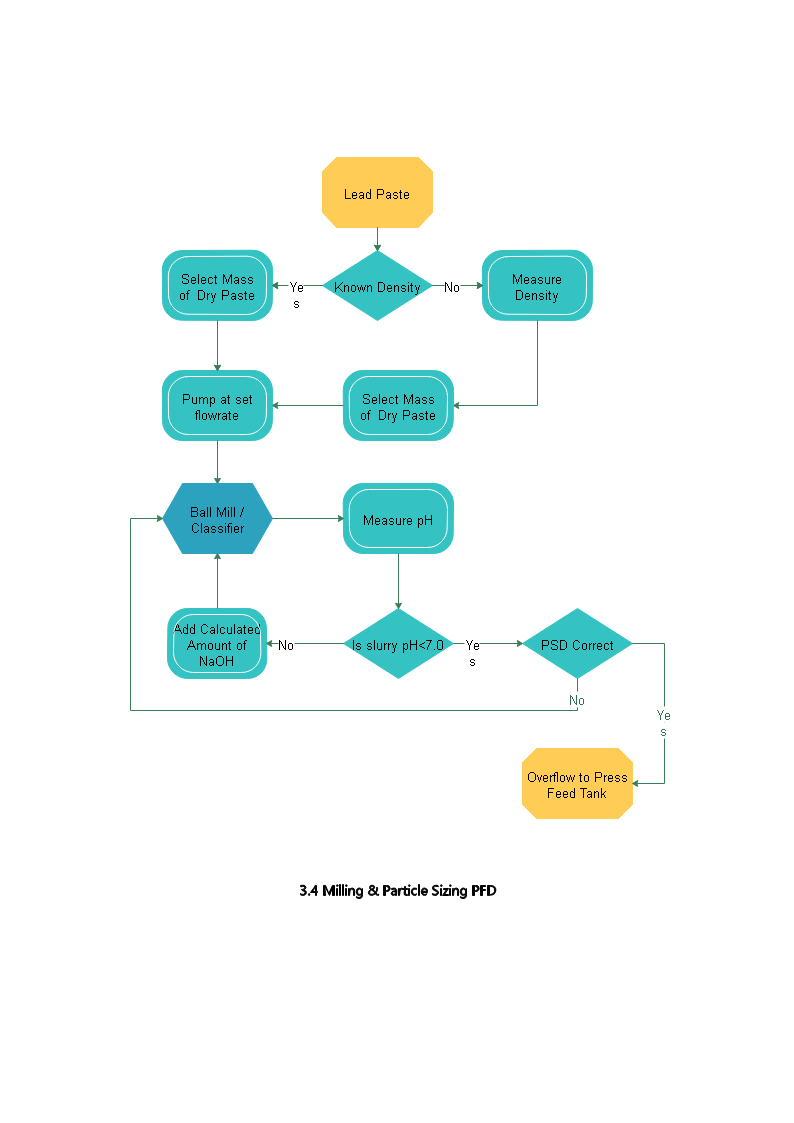 Lead Paste
Select Mass
of Dry Paste
Ye
s
Known Density
No
Measure
Density
Pump at set
flowrate
Select Mass
of Dry Paste
Ball Mill /
Classifier
Measure pH
Add Calculated
Amount of
NaOH
No
Is slurry pH<7.0
Ye
s
PSD Correct
No
Ye
s
Overflow to Press
Feed Tank
3.4 Milling & Particle Sizing PFD